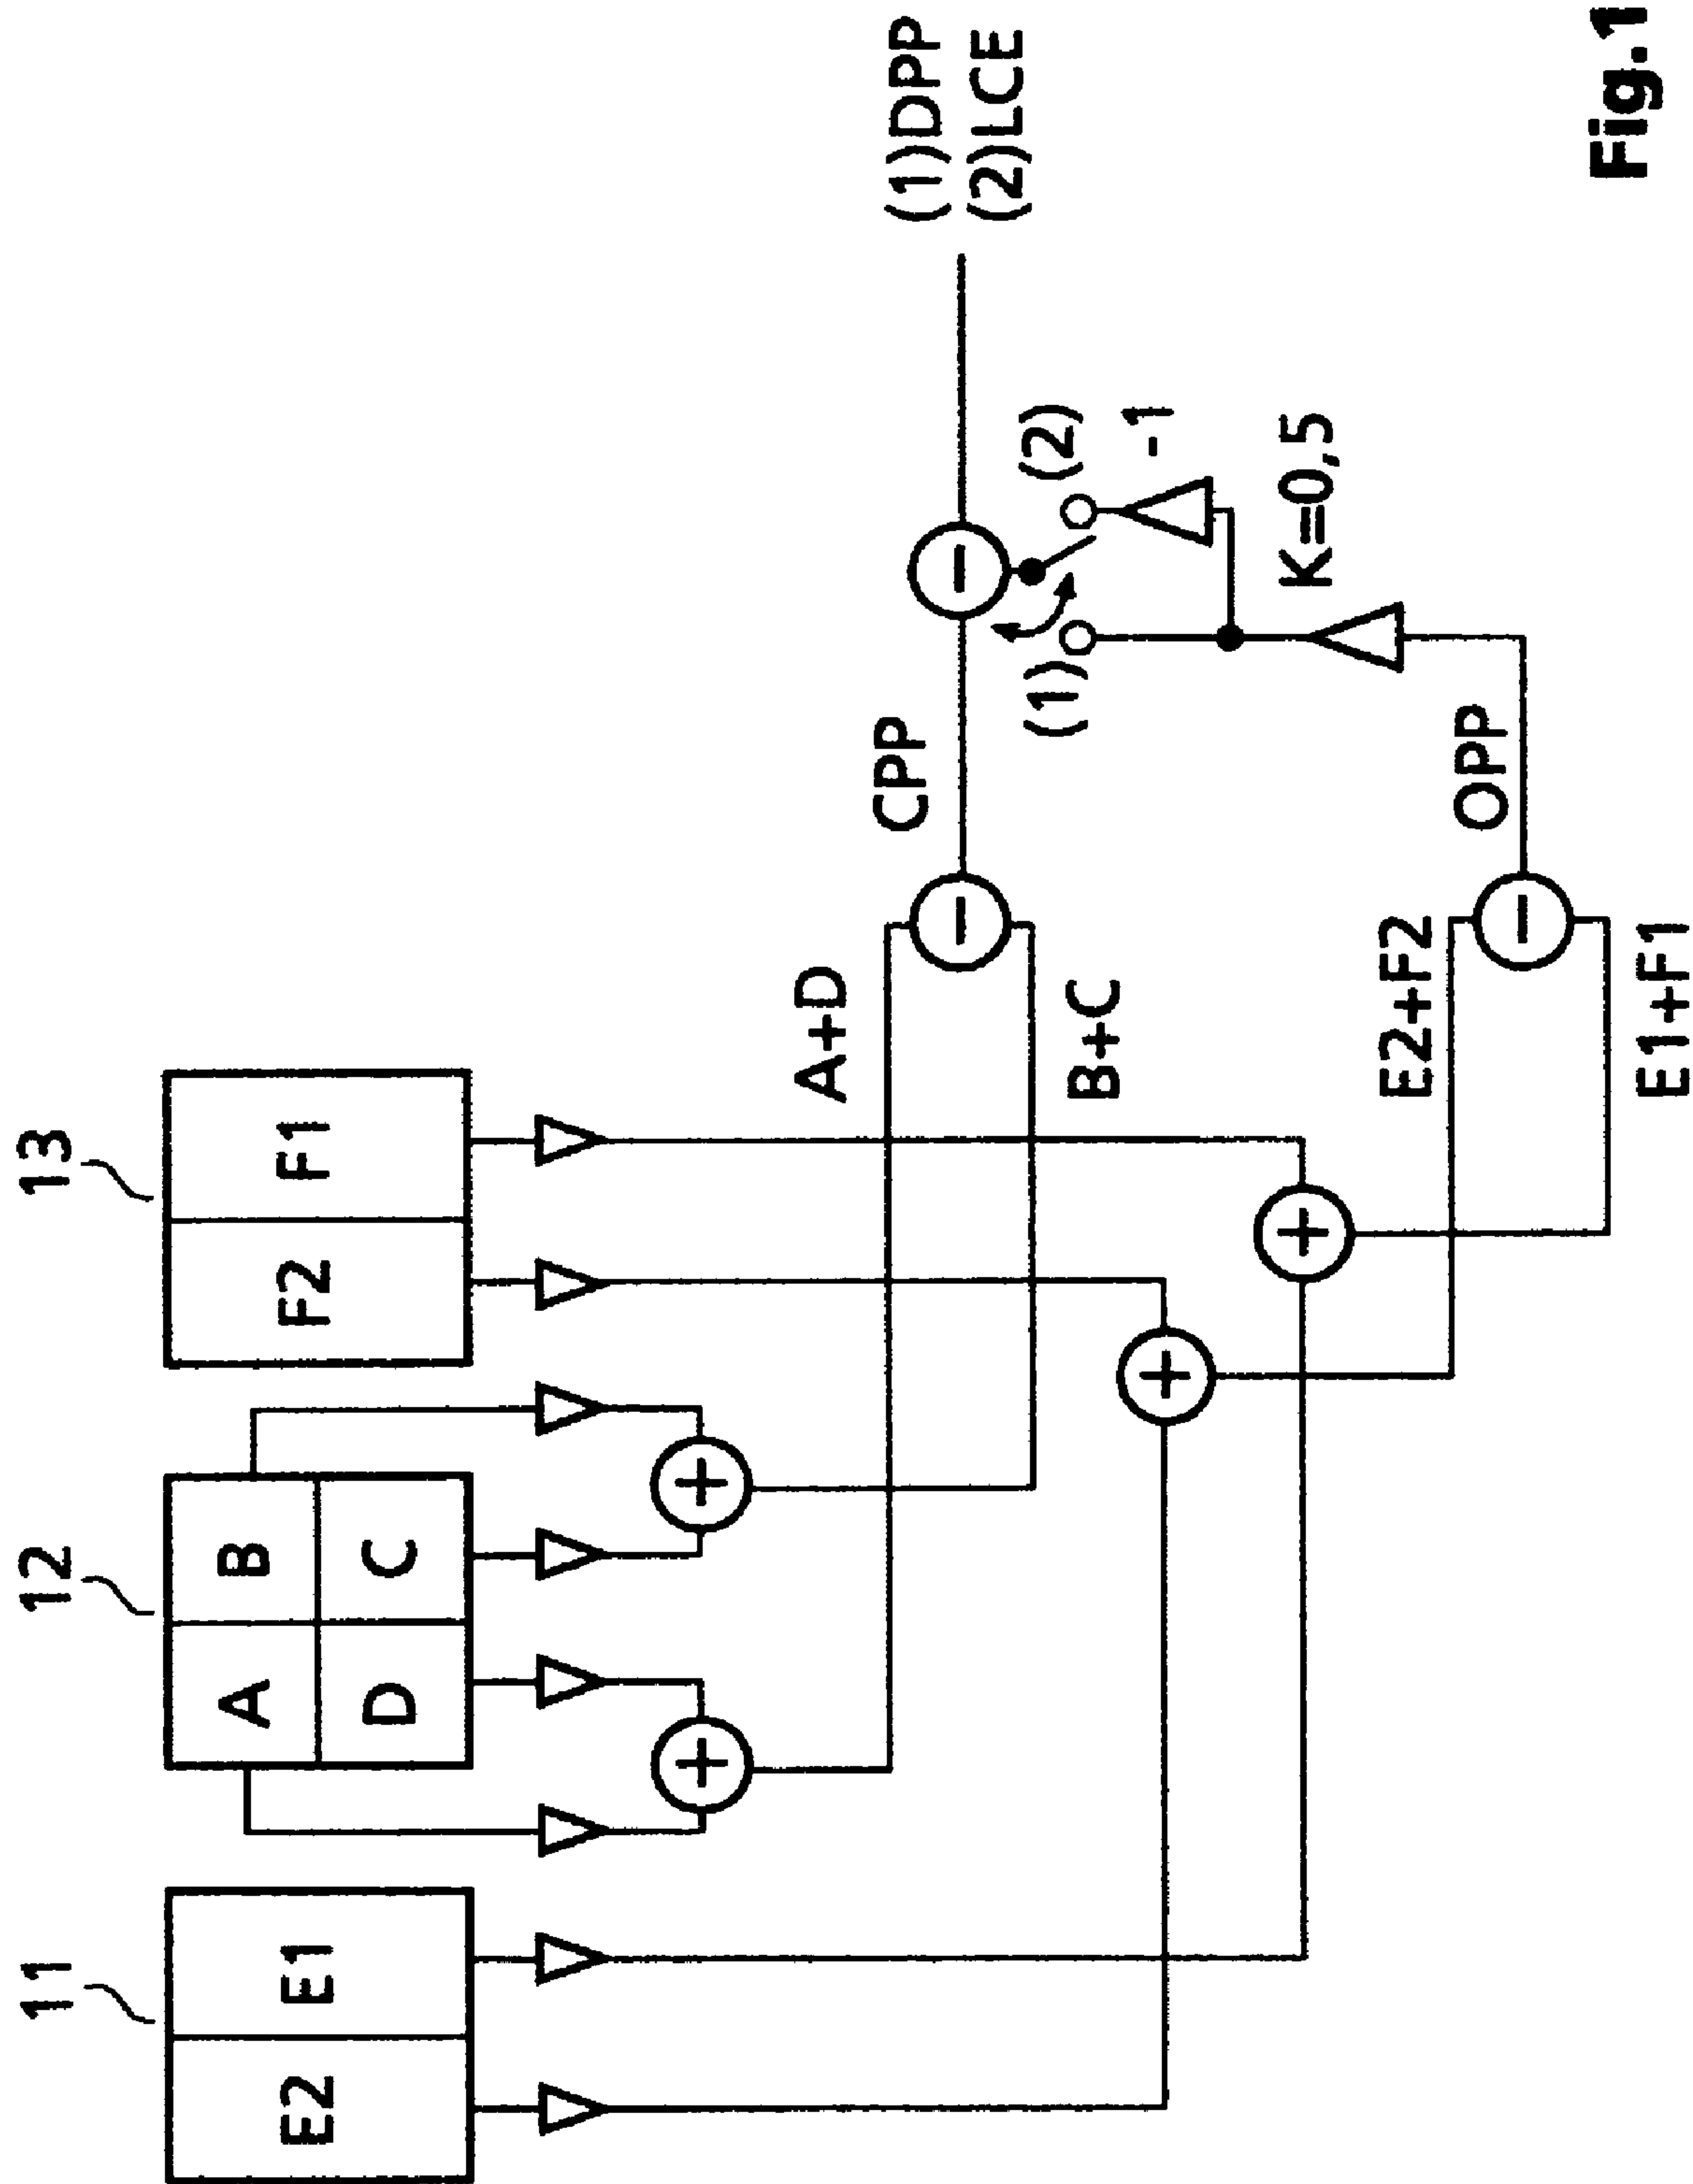 11
12
13
E2
E1
A
B
D
C
F2
F1
+
+
+
+
A+D
B+C
E2+F2
E1+F1
−
−
CPP
OPP
−
(1)
(2)
-1
K=0,5
(1)DPP
(2)LCE
Fig.1